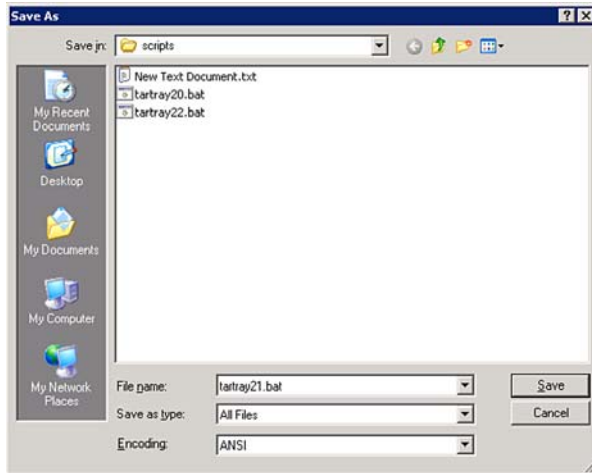 Save As
Save in: scripts
New Text Document.txt
tartray20.bat
tartray22.bat
My Recent
Documents
Desktop
My Documents
My Computer
My Network
Places
File name: tartray21.bat Save
Save as type: All Files Cancel
Encoding: ANSI